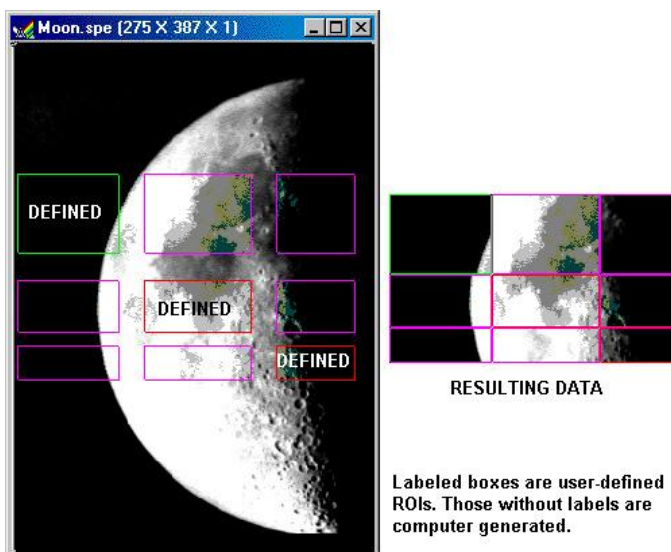 Moon.spe (275 X 387 X 1)
DEFINED
DEFINED
DEFINED
RESULTING DATA
Labeled boxes are user-defined
ROIs. Those without labels are
computer generated.